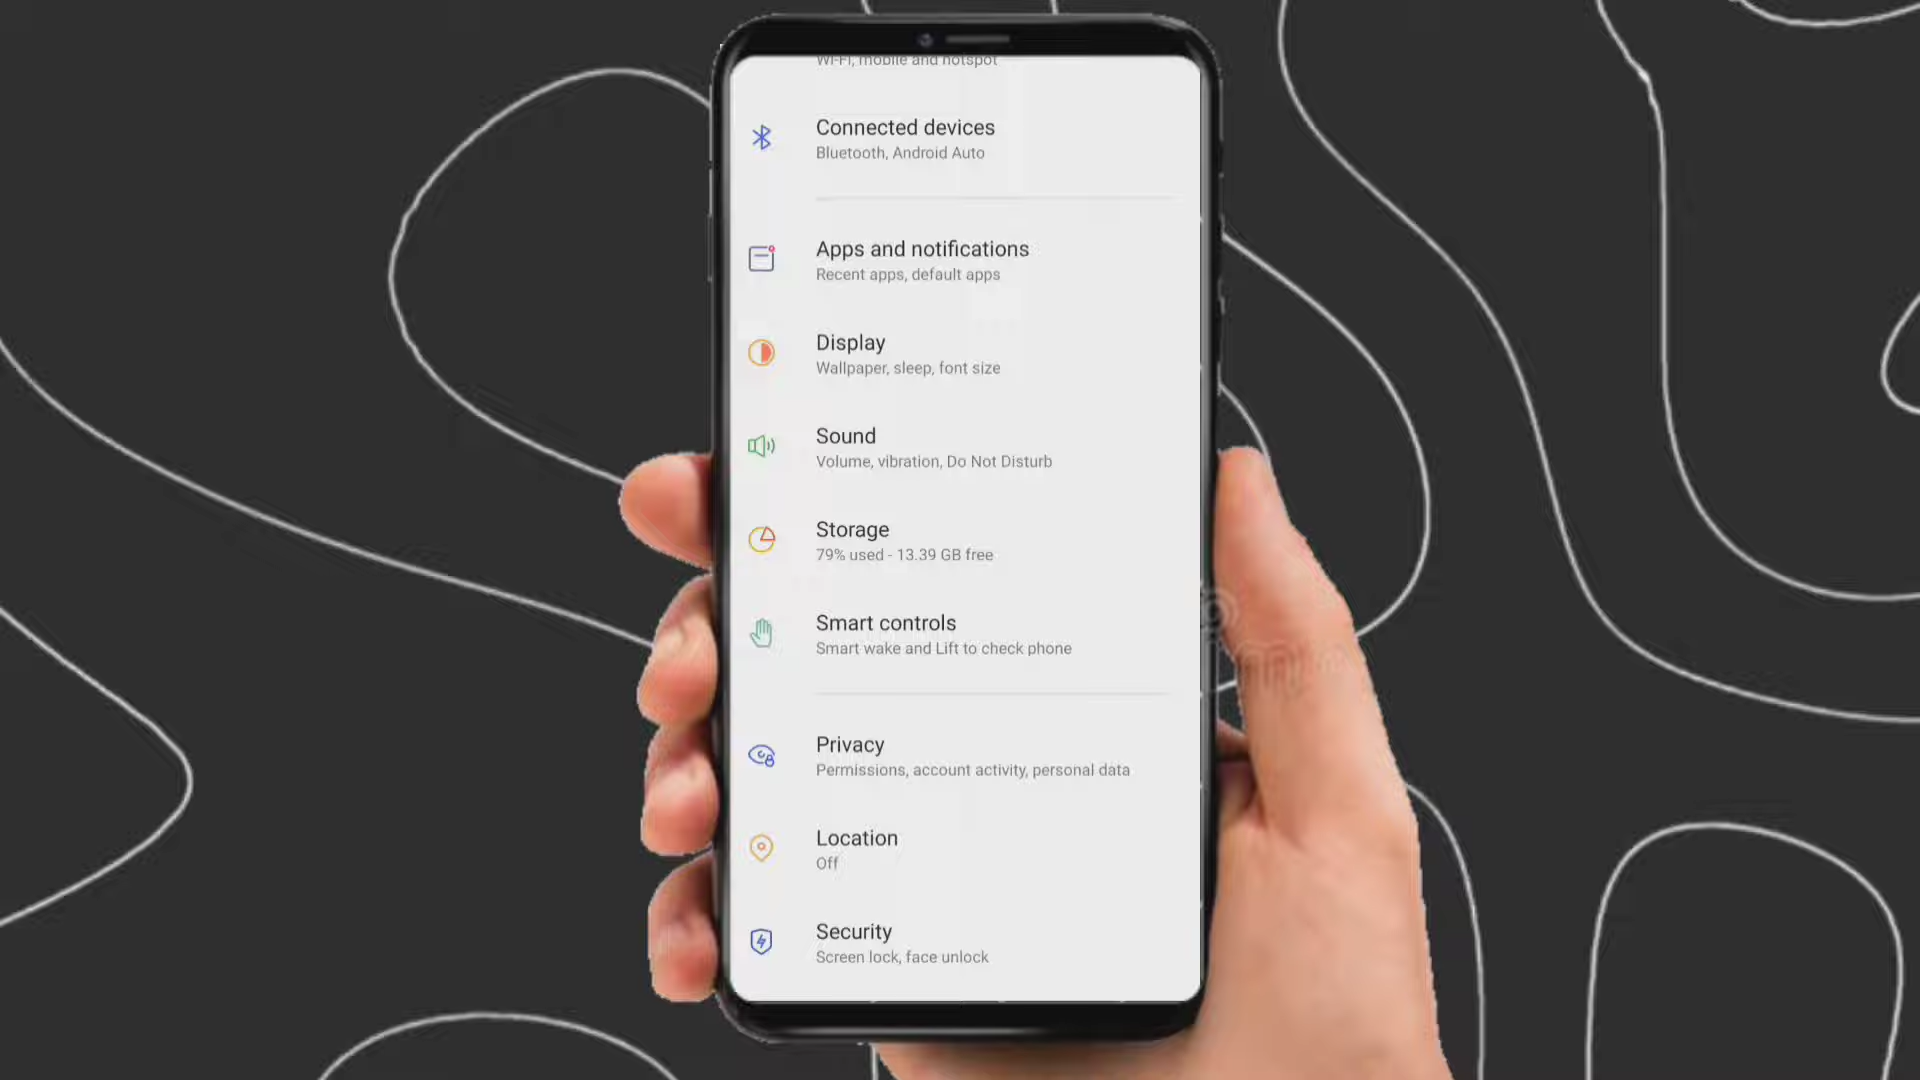 Wi-Fi, mobile and hotspot
Connected devices
Bluetooth, Android Auto
Apps and notifications
Recent apps, default apps
Display
Wallpaper, sleep, font size
Sound
Volume, vibration, Do Not Disturb
Storage
79% used - 13.39 GB free
Smart controls
Smart wake and Lift to check phone
Privacy
Permissions, account activity, personal data
Location
Off
Security
Screen lock, face unlock